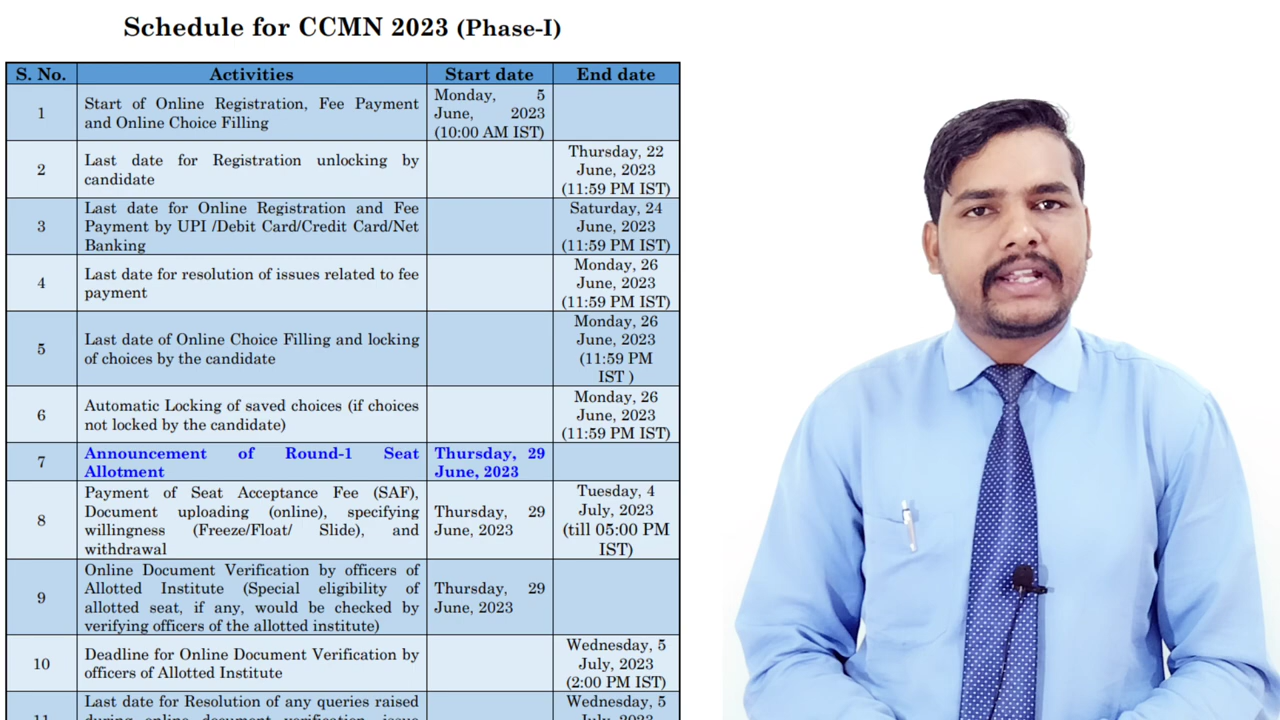 Schedule for CCMN 2023 (Phase-I)
S. No. Activities Start date End date
1 Start of Online Registration, Fee Payment and Online Choice Filling Monday, 5 June, 2023 (10:00 AM IST)
2 Last date for Registration unlocking by candidate Thursday, 22 June, 2023 (11:59 PM IST)
3 Last date for Online Registration and Fee Payment by UPI /Debit Card/Credit Card/Net Banking Saturday, 24 June, 2023 (11:59 PM IST)
4 Last date for resolution of issues related to fee payment Monday, 26 June, 2023 (11:59 PM IST)
5 Last date of Online Choice Filling and locking of choices by the candidate Monday, 26 June, 2023 (11:59 PM IST )
6 Automatic Locking of saved choices (if choices not locked by the candidate) Monday, 26 June, 2023 (11:59 PM IST)
7 Announcement of Round-1 Seat Allotment Thursday, 29 June, 2023
8 Payment of Seat Acceptance Fee (SAF), Document uploading (online), specifying willingness (Freeze/Float/ Slide), and withdrawal Thursday, 29 June, 2023 Tuesday, 4 July, 2023 (till 05:00 PM IST)
9 Online Document Verification by officers of Allotted Institute (Special eligibility of allotted seat, if any, would be checked by verifying officers of the allotted institute) Thursday, 29 June, 2023
10 Deadline for Online Document Verification by officers of Allotted Institute Wednesday, 5 July, 2023 (2:00 PM IST)
11 Last date for Resolution of any queries raised during online document verification issue Wednesday, 5 July, 2023